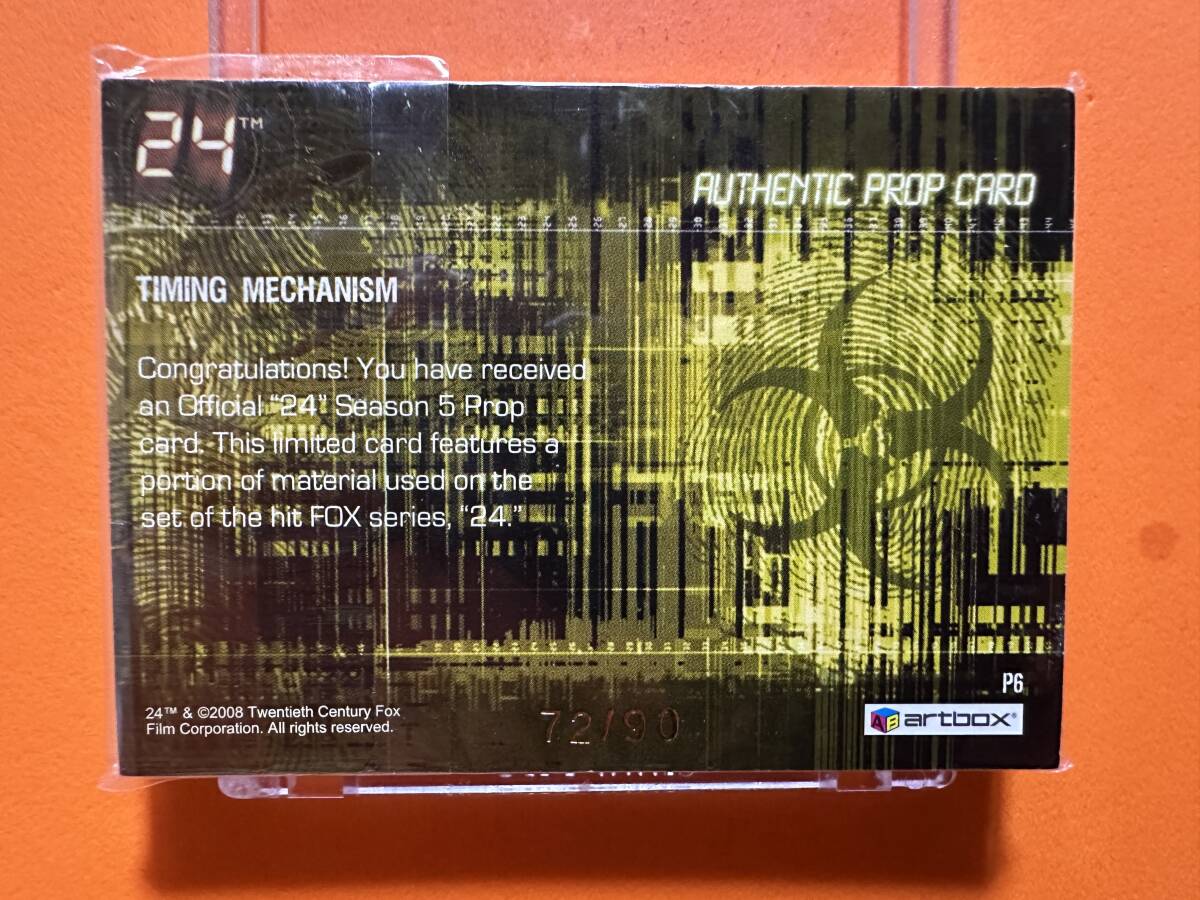 24™
AUTHENTIC PROP CARD
TIMING MECHANISM
Congratulations! You have received
an Official “24” Season 5 Prop
card. This limited card features a
portion of material used on the
set of the hit FOX series, “24.”
P6
24™ & ©2008 Twentieth Century Fox
Film Corporation. All rights reserved.
72/90
AB artbox®